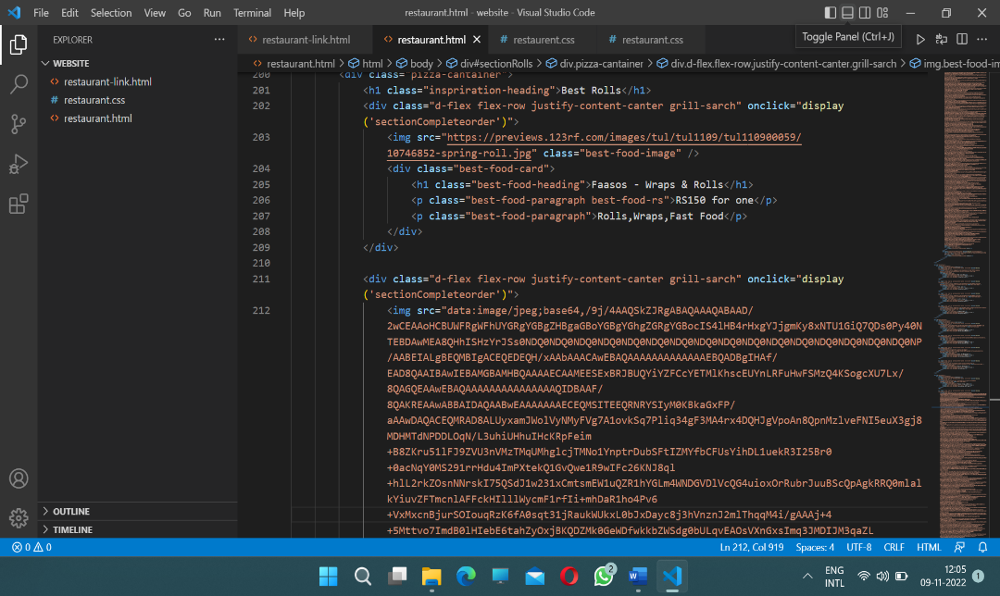 File Edit Selection View Go Run Terminal Help
restaurant.html - website - Visual Studio Code
EXPLORER
restaurant-link.html
restaurant.html
restaurent.css
restaurant.css
Toggle Panel (Ctrl+J)
restaurant.html > html > body > div#sectionRolls > div.pizza-cantainer > div.d-flex.flex-row.justify-content-canter.grill-sarch > img.best-food-im
WEBSITE
restaurant-link.html
restaurant.css
restaurant.html
200 <div class="pizza-cantainer">
201 <h1 class="inspriration-heading">Best Rolls</h1>
202 <div class="d-flex flex-row justify-content-canter grill-sarch" onclick="display
('sectionCompleteorder')">
203 <img src="https://previews.123rf.com/images/tul/tul1109/tul110900059/
10746852-spring-roll.jpg" class="best-food-image" />
204 <div class="best-food-card">
205 <h1 class="best-food-heading">Faasos - Wraps & Rolls</h1>
206 <p class="best-food-paragraph best-food-rs">RS150 for one</p>
207 <p class="best-food-paragraph">Rolls,Wraps,Fast Food</p>
208 </div>
209 </div>
210
211 <div class="d-flex flex-row justify-content-canter grill-sarch" onclick="display
('sectionCompleteorder')">
212 <img src="data:image/jpeg;base64,/9j/4AAQSkZJRgABAQAAAQABAAD/
2wCEAAoHCBUWFRgWFhUYGRgYGBgZHBgaGBoYGBgYGhgZGRgYGBocIS4lHB4rHxgYJjgmKy8xNTU1GiQ7QDs0Py40N
TEBDAwMEA8QHhISHzYrJSs0NDQ0NDQ0NDQ0NDQ0NDQ0NDQ0NDQ0NDQ0NDQ0NDQ0NDQ0NDQ0NDQ0NDQ0NDQ0NDQ0NP
/AABEIALgBEQMBIgACEQEDEQH/xAAbAAACAwEBAQAAAAAAAAAAAAAEBQADBgIHAf/
EAD8QAAIBAwIEBAMGBAMHBQAAAAECAAMEESExBRJBUQYiYZFCcYETMlKhscEUYnLRFuHwFSMzQ4KSogcXU7Lx/
8QAGQEAAwEBAQAAAAAAAAAAAAAAAQIDBAAF/
8QAKREAAwABBAIDAQAABwEAAAAAAAECEQMSITEEQRNRYSIyM0KBkaGxFP/
aAAwDAQACEQMRAD8ALUyxamJWolVyNMyFVg7A1ovkSq7Pliq34gF3MA4rx4DQHJgVpoAn8QpnMzlveFNI5euX3gj8
MDHMTdNPDDLOqN/L3uhiUHhuIHcKRpFeim
+B8ZKru51lFJ9ZVU3nVMzTMqUMhglcjTMNo1YnptrDubSFtIZMYfbCFUsYihDL1uekR3I25Br0
+0acNqY0MS291rrHdu4ImPXtekQ1GvQwe1R9wIFc26KNJ8ql
+hlL2rkZOsnNNrskI75QSdJ1w231xCmtsmEW1uQZR1hYGLm4WNDGVDlVcQG4uioxOrRubrJuuBScQpAgkRRQ0mlal
kYiuvZFTmcnlAFFckHIlllWycmF1rfIi+mhDaR1ho4Pv6
+VxMxcnBjurSOIouqRzK6fA0sqt31jRaukWUkxL0bJxDayc8j3hVnznJ2mlThqqM4i/gAAAj+4
+5Mttvo7ImdB0lHIebE6tahZyOxjBKQDZMk0GeWDfwkkbZWSdg0bULqvEAOsVXnGxsImq3JMDIJM3qaZL
OUTLINE
TIMELINE
0 0
Ln 212, Col 919 Spaces: 4 UTF-8 CRLF HTML
2
ENG
INTL
12:05
09-11-2022
1